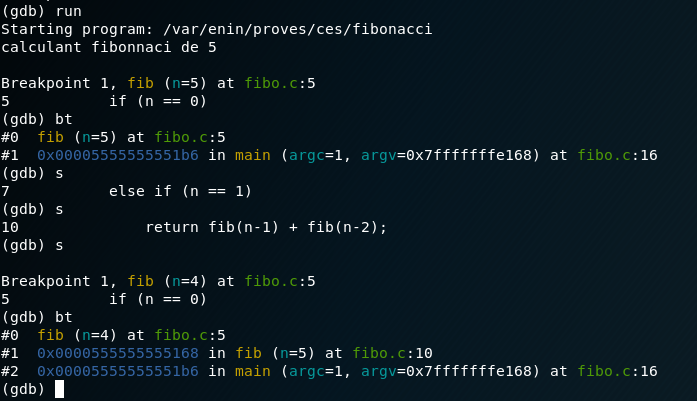 (gdb) run
Starting program: /var/enin/proves/ces/fibonacci
calculant fibonnaci de 5

Breakpoint 1, fib (n=5) at fibo.c:5
5           if (n == 0)
(gdb) bt
#0  fib (n=5) at fibo.c:5
#1  0x00005555555551b6 in main (argc=1, argv=0x7fffffffe168) at fibo.c:16
(gdb) s
7           else if (n == 1)
(gdb) s
10              return fib(n-1) + fib(n-2);
(gdb) s

Breakpoint 1, fib (n=4) at fibo.c:5
5           if (n == 0)
(gdb) bt
#0  fib (n=4) at fibo.c:5
#1  0x0000555555555168 in fib (n=5) at fibo.c:10
#2  0x00005555555551b6 in main (argc=1, argv=0x7fffffffe168) at fibo.c:16
(gdb)